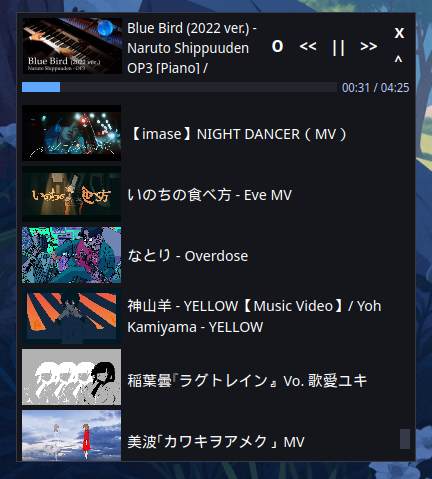 Blue Bird (2022 ver.) -
Naruto Shippuuden
OP3 [Piano] /
O << || >>
X
^
Blue Bird (2022 ver.)
Naruto Shippuuden - OP3
00:31 / 04:25
【imase】NIGHT DANCER（MV）
いのちの食べ方
いのちの食べ方 - Eve MV
なとり - Overdose
神山羊 - YELLOW【Music Video】/ Yoh
Kamiyama - YELLOW
稲葉曇『ラグトレイン』Vo. 歌愛ユキ
美波「カワキヲアメク」MV